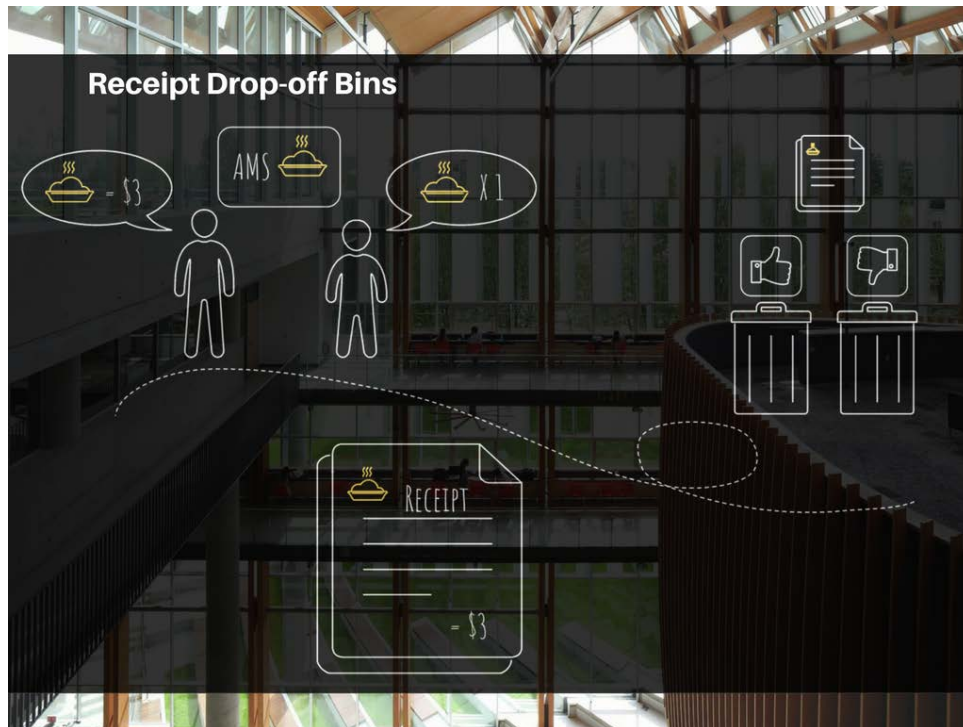 Receipt Drop-off Bins
= $3
AMS
X 1
RECEIPT
= $3